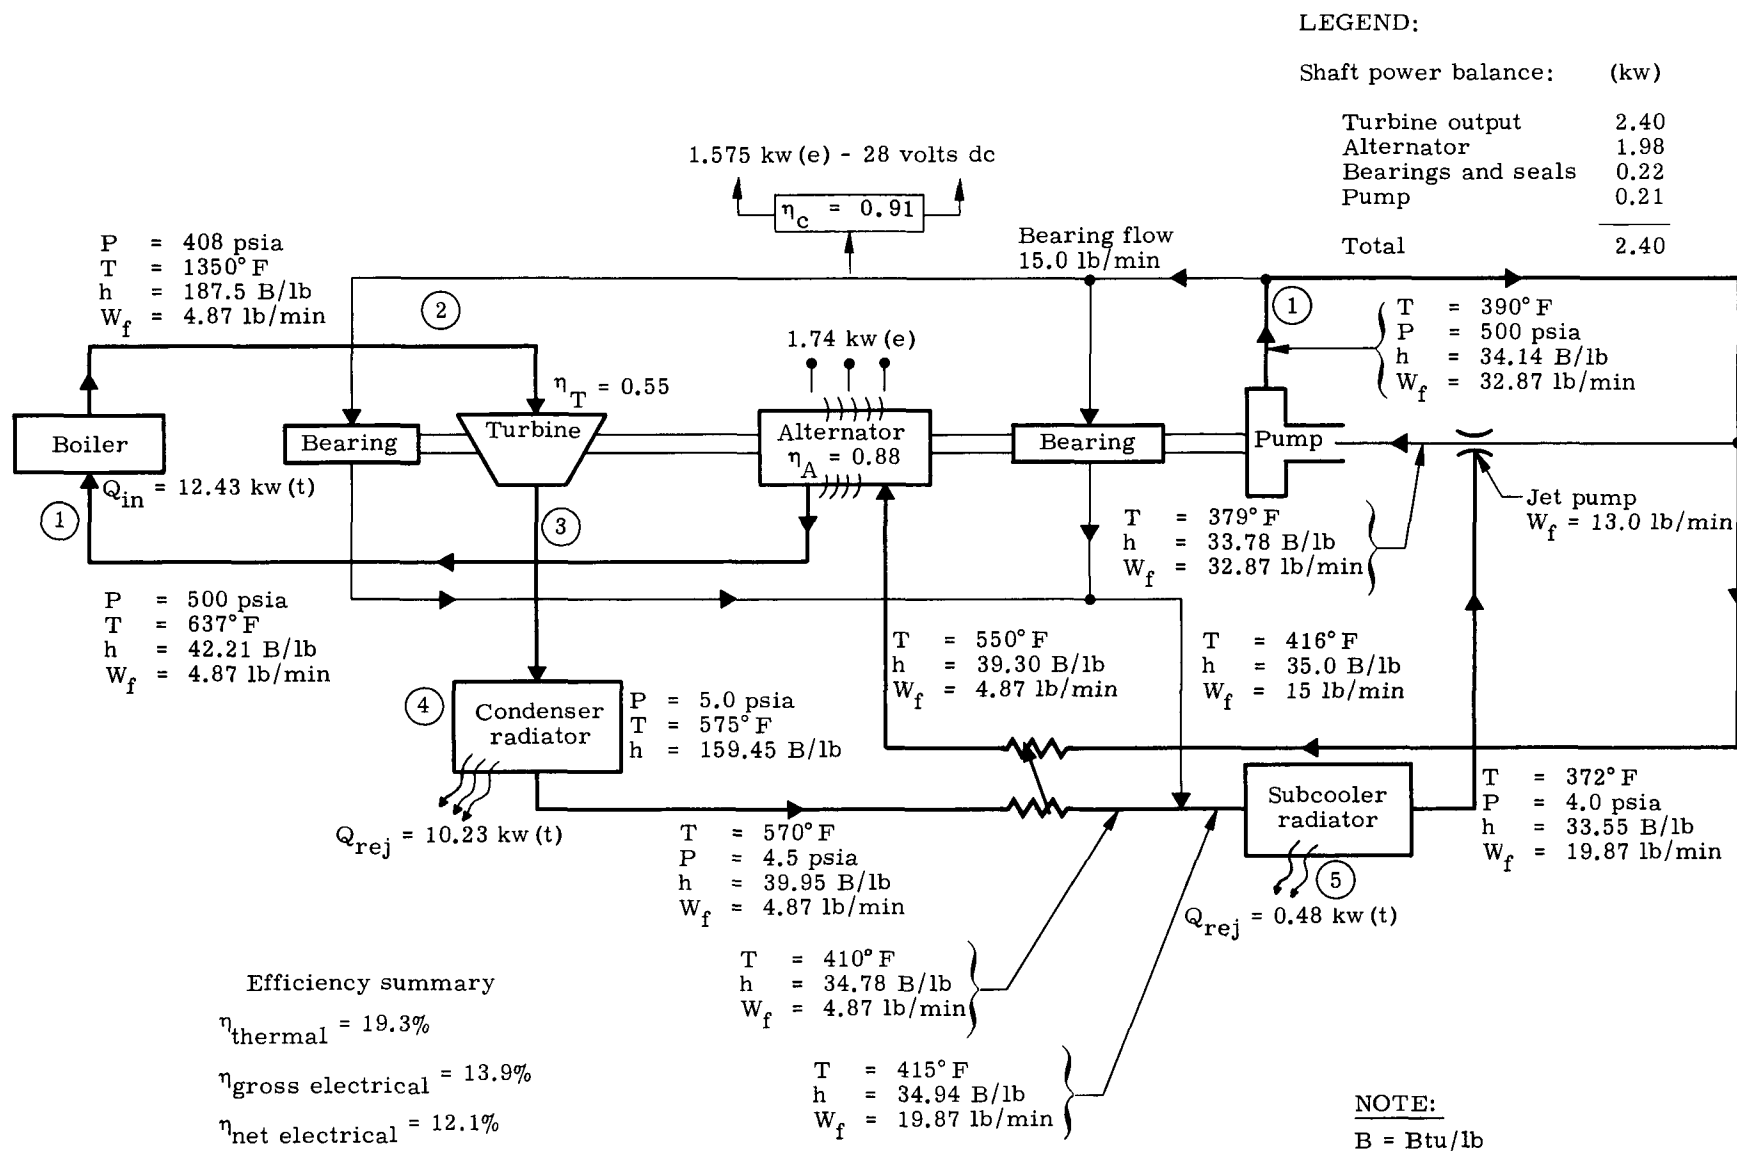 LEGEND:
Shaft power balance: (kw)
Turbine output 2.40
Alternator 1.98
Bearings and seals 0.22
Pump 0.21
Total 2.40
1.575 kw (e) - 28 volts dc
η_c = 0.91
Bearing flow
15.0 lb/min
P = 408 psia
T = 1350° F
h = 187.5 B/lb
W_f = 4.87 lb/min
2
1
T = 390° F
P = 500 psia
h = 34.14 B/lb
W_f = 32.87 lb/min
1.74 kw (e)
η_T = 0.55
Boiler
Bearing
Turbine
Alternator
η_A = 0.88
Bearing
Pump
Q_in = 12.43 kw (t)
1
3
Jet pump
W_f = 13.0 lb/min
T = 379° F
h = 33.78 B/lb
W_f = 32.87 lb/min
P = 500 psia
T = 637° F
h = 42.21 B/lb
W_f = 4.87 lb/min
T = 550° F
h = 39.30 B/lb
W_f = 4.87 lb/min
T = 416° F
h = 35.0 B/lb
W_f = 15 lb/min
4
Condenser
radiator
P = 5.0 psia
T = 575° F
h = 159.45 B/lb
Q_rej = 10.23 kw (t)
T = 570° F
P = 4.5 psia
h = 39.95 B/lb
W_f = 4.87 lb/min
Subcooler
radiator
T = 372° F
P = 4.0 psia
h = 33.55 B/lb
W_f = 19.87 lb/min
5
Q_rej = 0.48 kw (t)
T = 410° F
h = 34.78 B/lb
W_f = 4.87 lb/min
T = 415° F
h = 34.94 B/lb
W_f = 19.87 lb/min
Efficiency summary
η_thermal = 19.3%
η_gross electrical = 13.9%
η_net electrical = 12.1%
NOTE:
B = Btu/lb